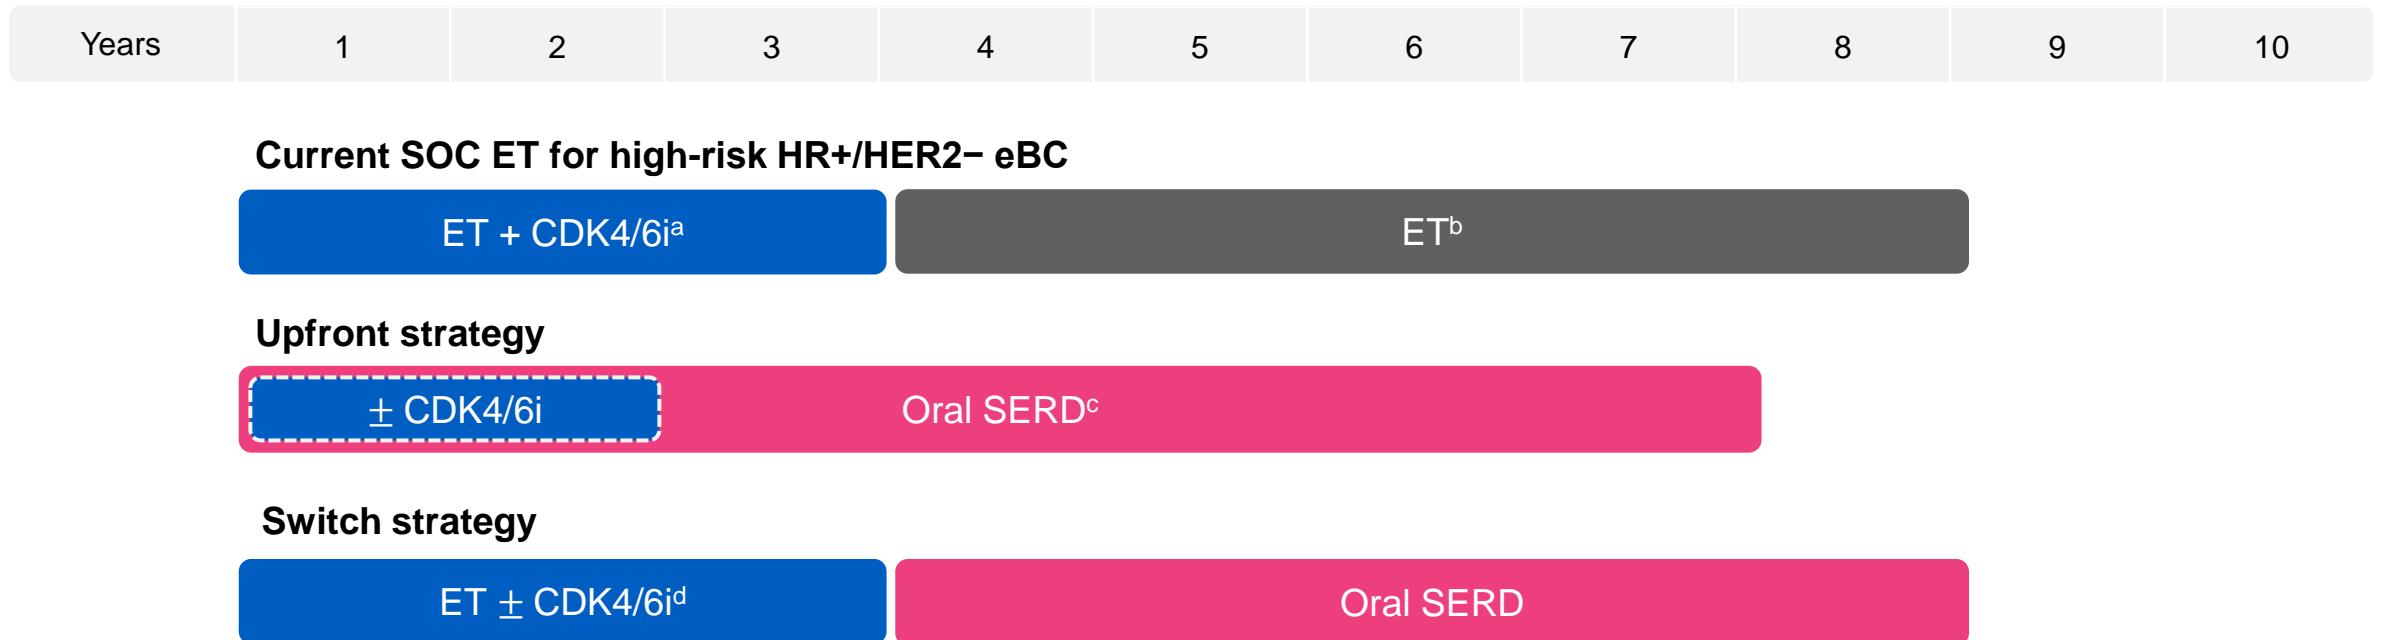 Years 1 2 3 4 5 6 7 8 9 10
Current SOC ET for high-risk HR+/HER2− eBC
ET + CDK4/6iᵃ ETᵇ
Upfront strategy
± CDK4/6i Oral SERDᶜ
Switch strategy
ET ± CDK4/6iᵈ Oral SERD